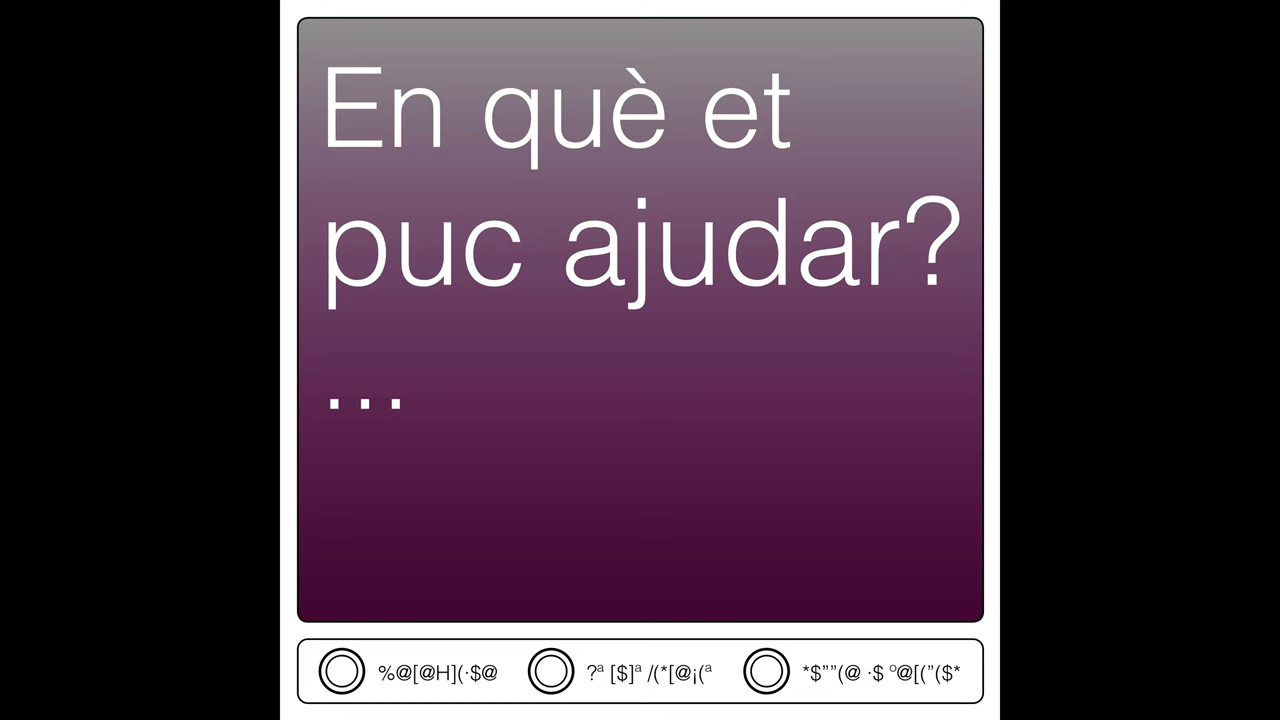 En què et
puc ajudar?
...
%@[@H](·$@ ?ª [$]ª /(*[@¡(ª *$””(@ ·$ º@[(”($*